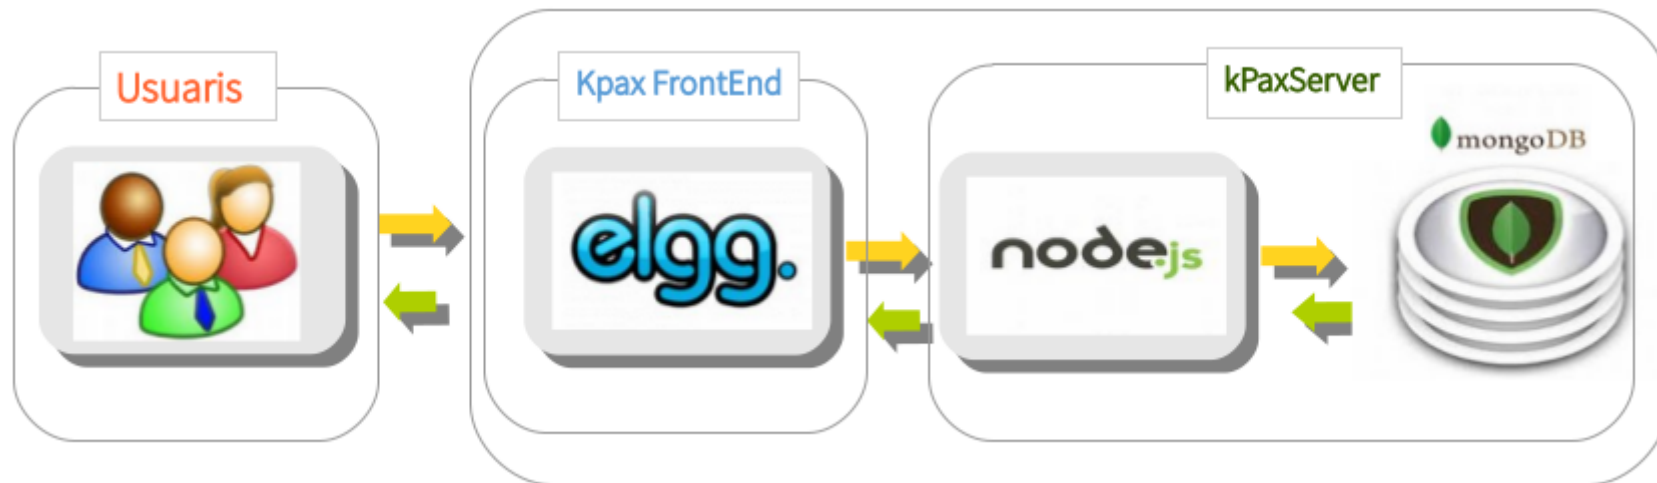 Usuaris
Kpax FrontEnd
kPaxServer
mongoDB
elgg.
node.js